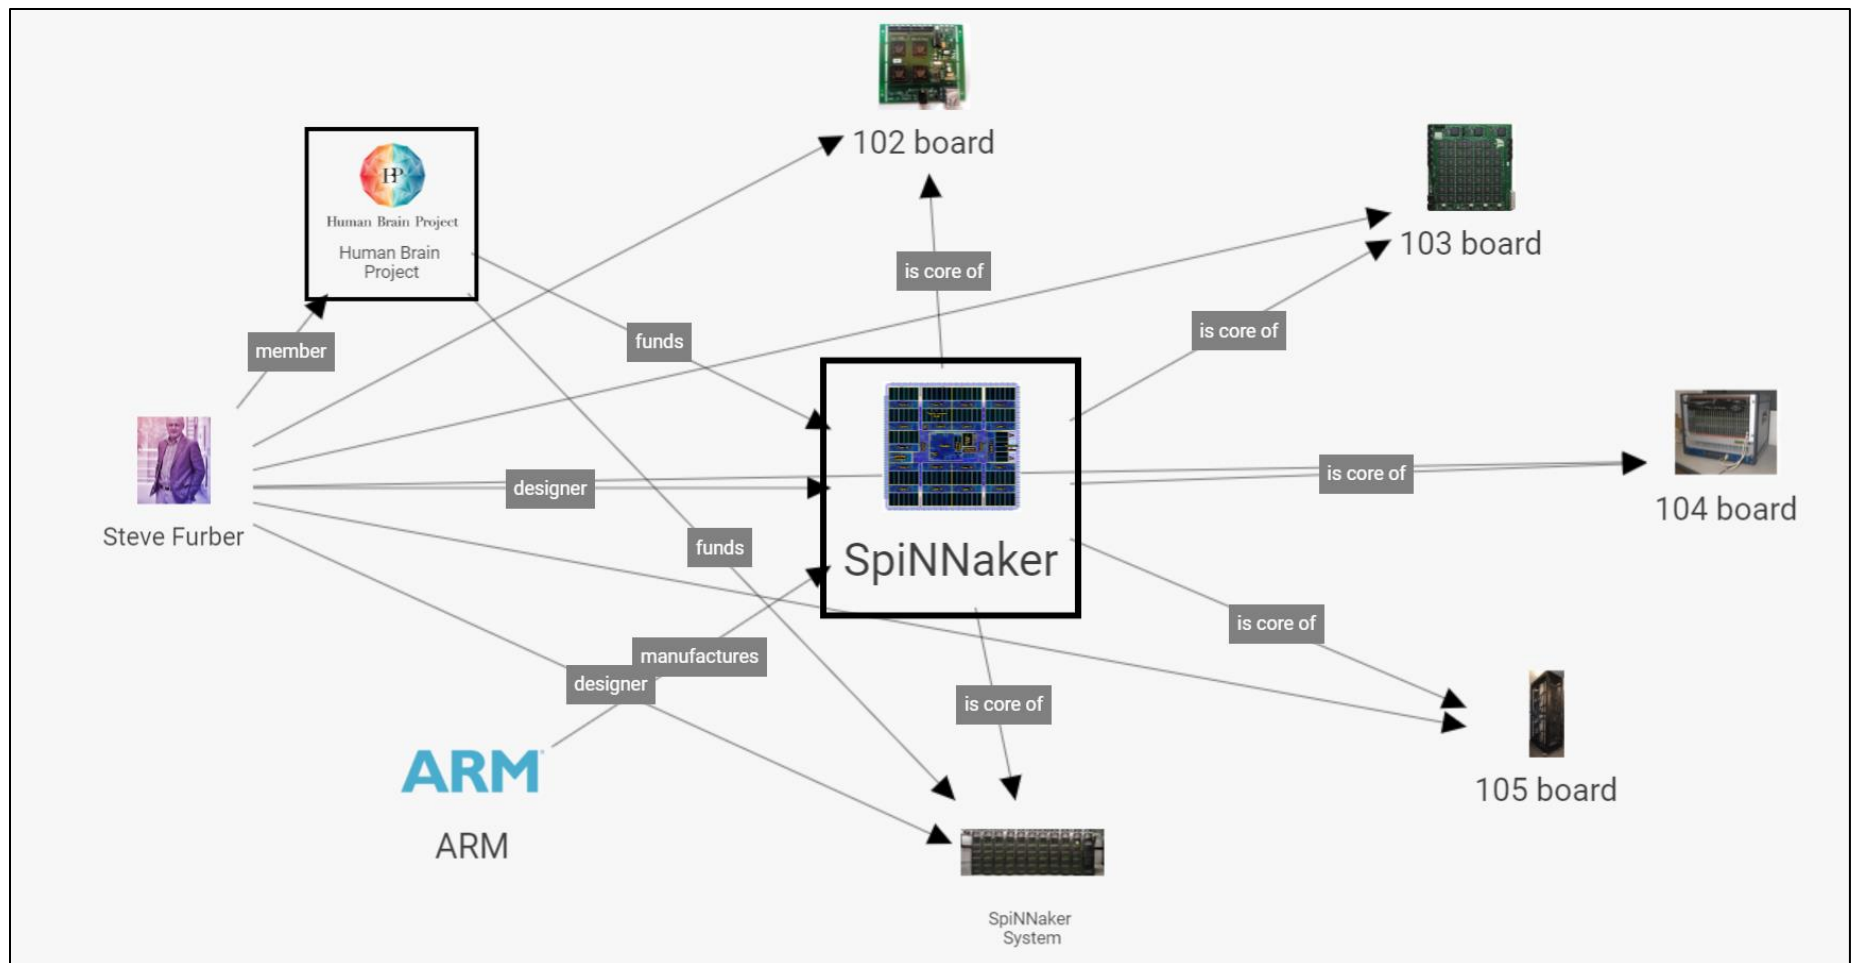 102 board
103 board
HP
Human Brain Project
Human Brain
Project
is core of
funds
is core of
member
designer
is core of
104 board
Steve Furber
funds
SpiNNaker
is core of
manufactures
designer
is core of
ARM
ARM
105 board
SpiNNaker
System